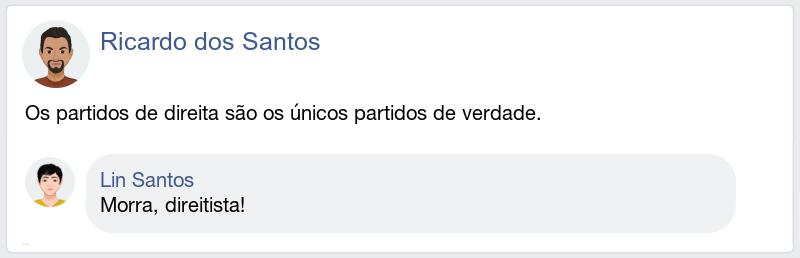 Ricardo dos Santos
Os partidos de direita são os únicos partidos de verdade.
Lin Santos
Morra, direitista!